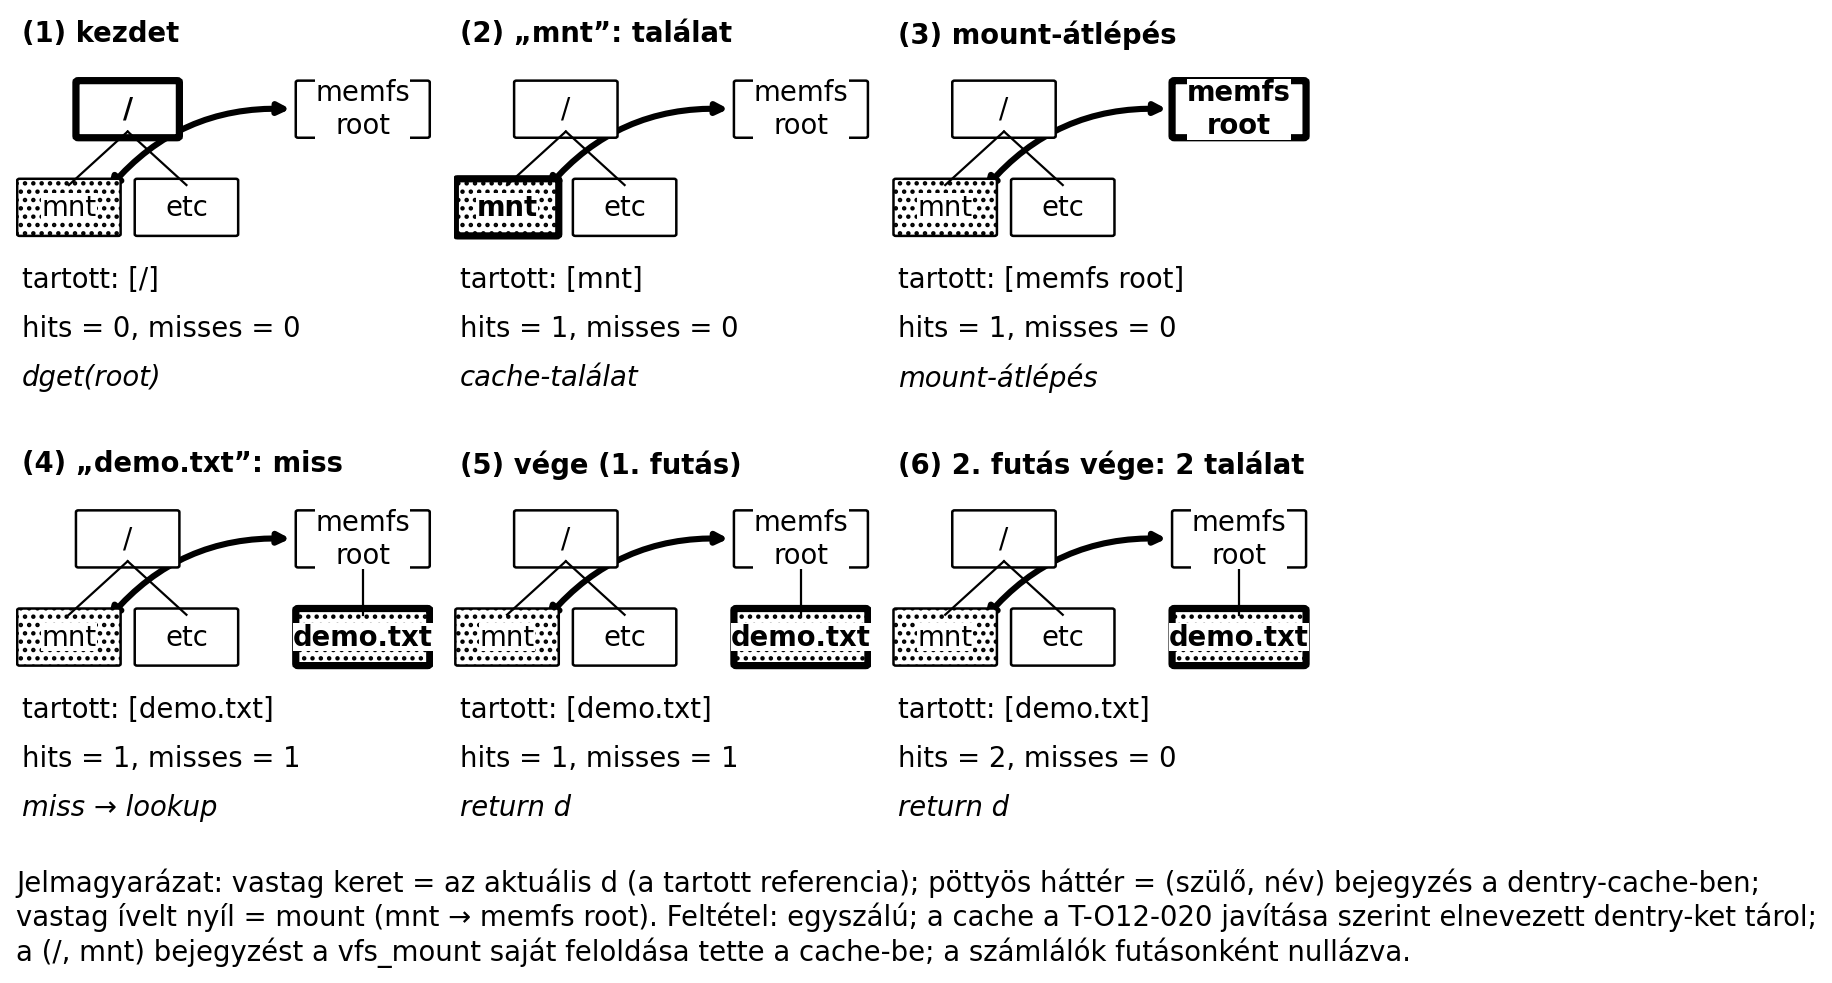 (1) kezdet
/
memfs
root
mnt
etc
tartott: [/]
hits = 0, misses = 0
dget(root)
(2) „mnt”: találat
/
memfs
root
mnt
etc
tartott: [mnt]
hits = 1, misses = 0
cache-találat
(3) mount-átlépés
/
memfs
root
mnt
etc
tartott: [memfs root]
hits = 1, misses = 0
mount-átlépés
(4) „demo.txt”: miss
/
memfs
root
mnt
etc
demo.txt
tartott: [demo.txt]
hits = 1, misses = 1
miss → lookup
(5) vége (1. futás)
/
memfs
root
mnt
etc
demo.txt
tartott: [demo.txt]
hits = 1, misses = 1
return d
(6) 2. futás vége: 2 találat
/
memfs
root
mnt
etc
demo.txt
tartott: [demo.txt]
hits = 2, misses = 0
return d
Jelmagyarázat: vastag keret = az aktuális d (a tartott referencia); pöttyös háttér = (szülő, név) bejegyzés a dentry-cache-ben;
vastag ívelt nyíl = mount (mnt → memfs root). Feltétel: egyszálú; a cache a T-O12-020 javítása szerint elnevezett dentry-ket tárol;
a (/, mnt) bejegyzést a vfs_mount saját feloldása tette a cache-be; a számlálók futásonként nullázva.